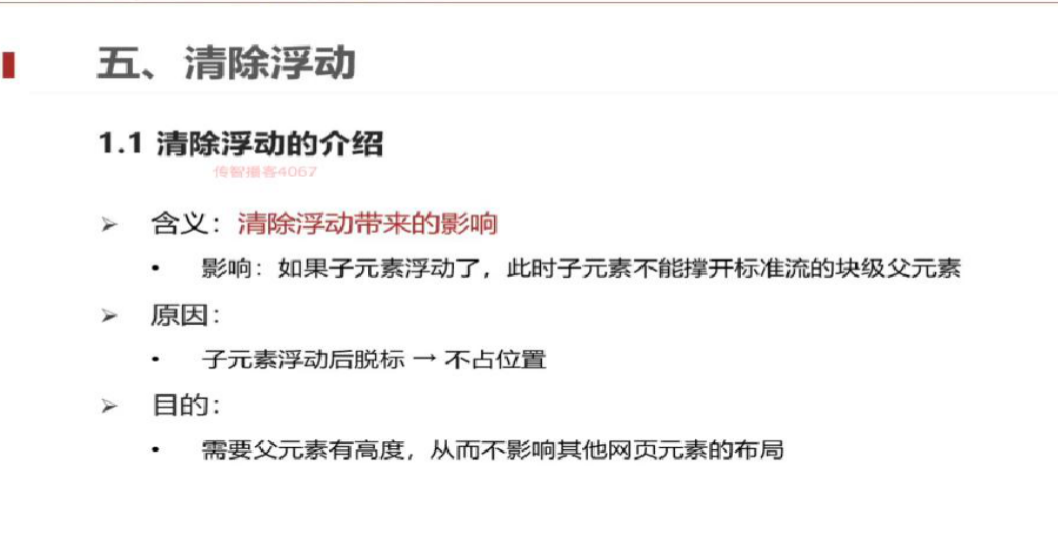 五、清除浮动
1.1 清除浮动的介绍
传智播客4067
➢ 含义：清除浮动带来的影响
• 影响：如果子元素浮动了，此时子元素不能撑开标准流的块级父元素
➢ 原因：
• 子元素浮动后脱标 → 不占位置
➢ 目的：
• 需要父元素有高度，从而不影响其他网页元素的布局